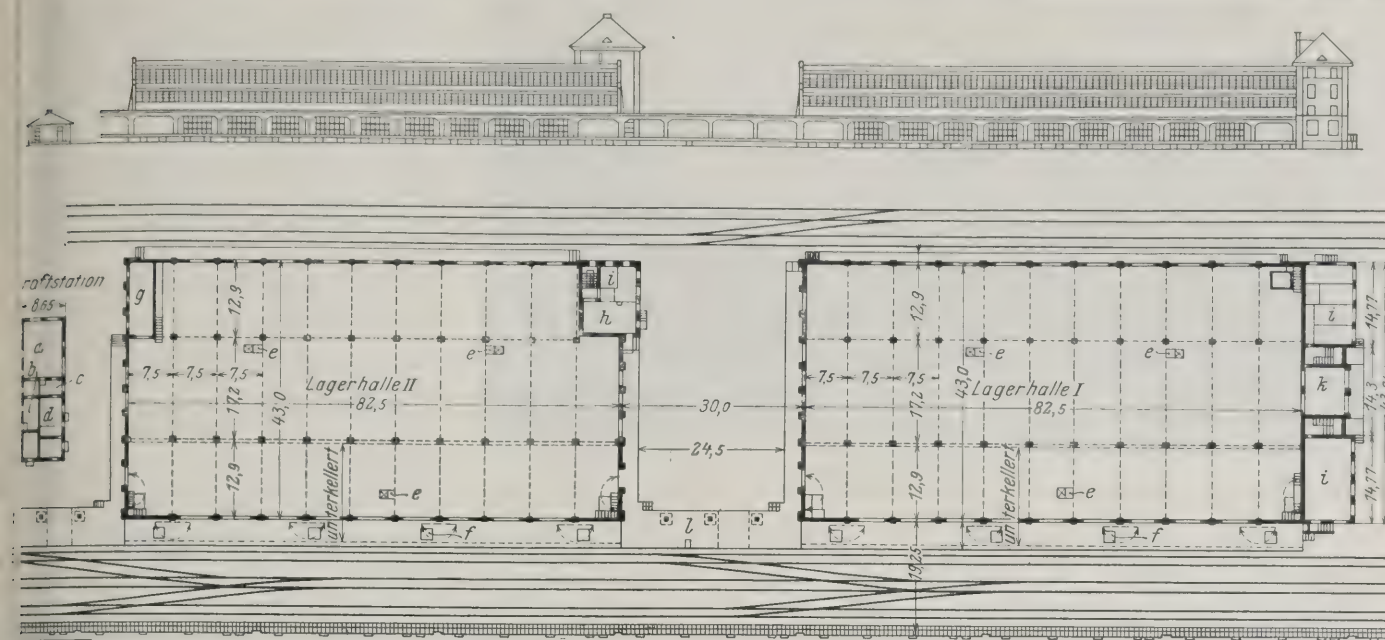 raftstation
8,65
a
b
c
d
g
12,9
43,0
i
h
e
e
7,5 7,5 7,5
Lagerhalle II
82,5
17,2
12,9
unterkellert
e
f
30,0
24,5
l
12,9
43,0
i
14,77
e
e
7,5 7,5 7,5
Lagerhalle I
82,5
17,2
k
14,3
12,9
unterkellert
e
i
14,77
f
19,25